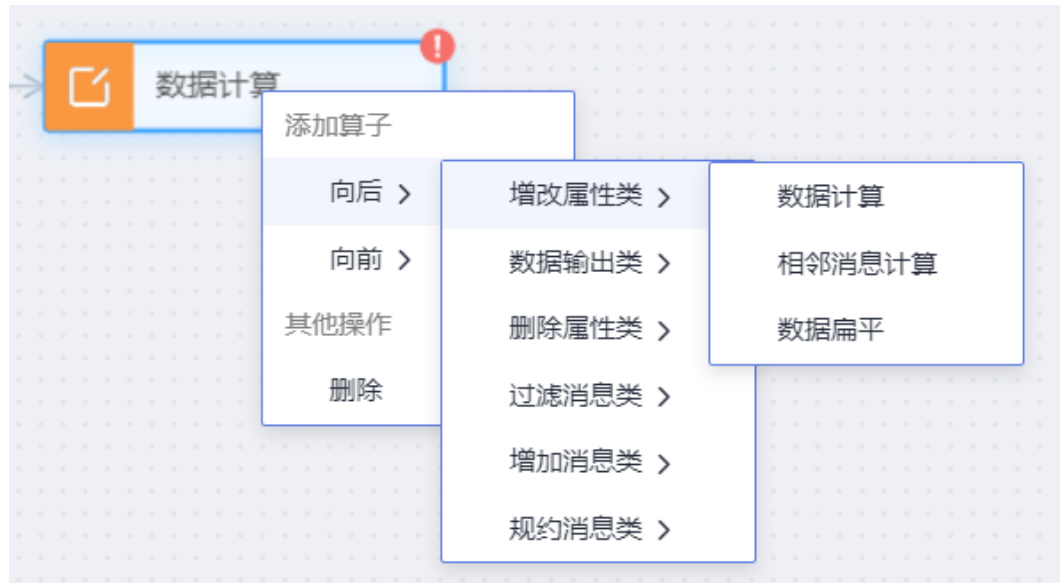 数据计算
添加算子
向后
向前
其他操作
删除
增改属性类
数据输出类
删除属性类
过滤消息类
增加消息类
规约消息类
数据计算
相邻消息计算
数据扁平